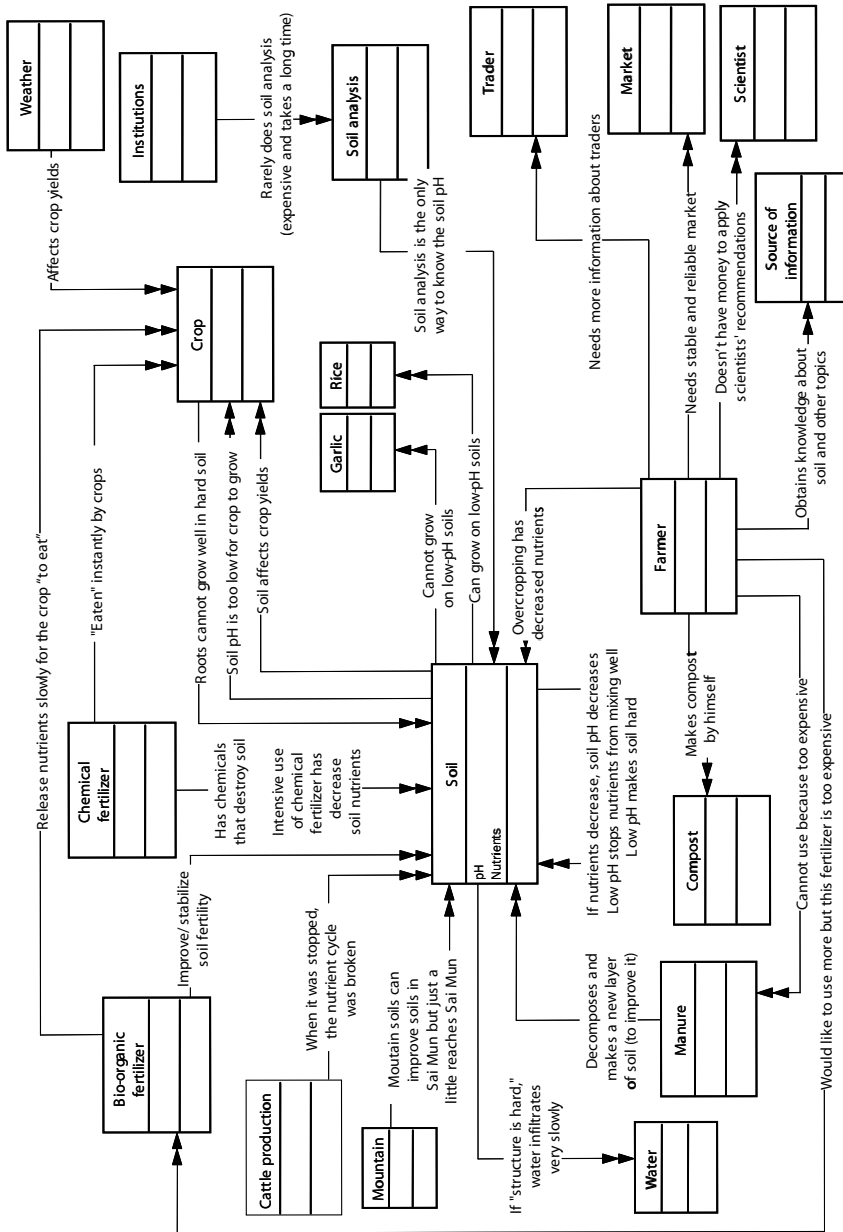 Release nutrients slowly for the crop "to eat"
Weather
Bio-organic
fertilizer
Chemical
fertilizer
"Eaten" instantly by crops
Affects crop yields
Institutions
Improve/ stabilize
soil fertility
Has chemicals
that destroy soil
Roots cannot grow well in hard soil
Crop
Soil pH is too low for crop to grow
Soil affects crop yields
Rarely does soil analysis
(expensive and takes a long time)
Cattle production
When it was stopped,
the nutrient cycle
was broken
Intensive use
of chemical
fertilizer has
decrease
soil nutrients
Soil analysis
Garlic
Rice
Mountain
Moutain soils can
improve soils in
Sai Mun but just a
little reaches Sai Mun
Soil
pH
Nutrients
Cannot grow
on low-pH soils
Can grow on low-pH soils
Soil analysis is the only
way to know the soil pH
Trader
If "structure is hard,"
water infiltrates
very slowly
Overcropping has
decreased nutrients
Needs more information about traders
Decomposes and
makes a new layer
of soil (to improve it)
If nutrients decrease, soil pH decreases
Low pH stops nutrients from mixing well
Low pH makes soil hard
Market
Water
Manure
Compost
Makes compost
by himself
Farmer
Needs stable and reliable market
Doesn't have money to apply
scientists' recommendations
Scientist
Source of
information
Cannot use because too expensive
Obtains knowledge about
soil and other topics
Would like to use more but this fertilizer is too expensive